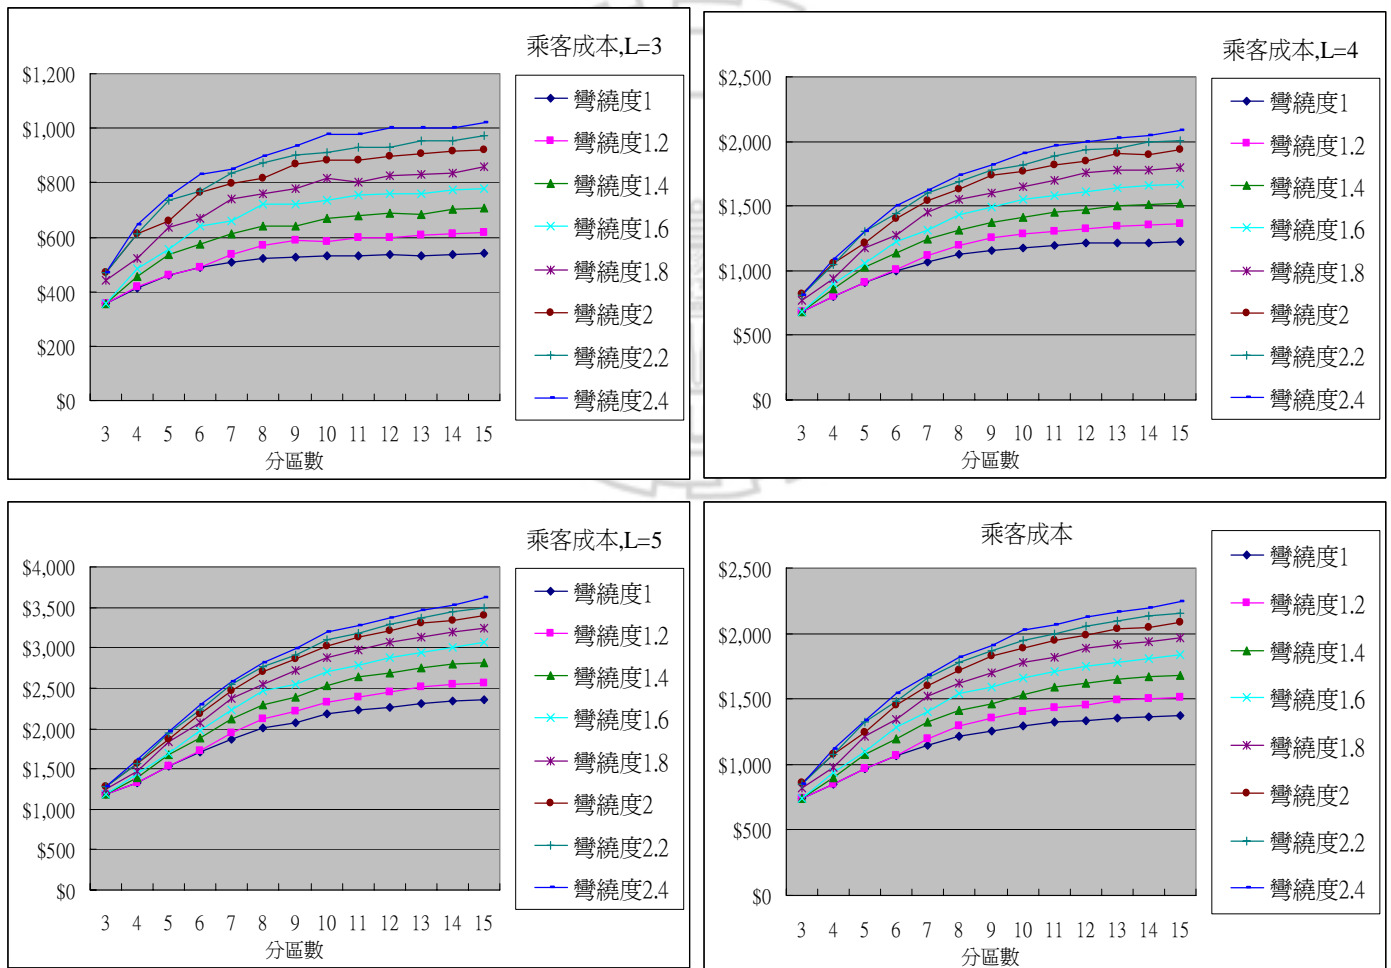 乘客成本,L=3
$1,200
$1,000
$800
$600
$400
$200
$0
3 4 5 6 7 8 9 10 11 12 13 14 15
分區數
彎繞度1
彎繞度1.2
彎繞度1.4
彎繞度1.6
彎繞度1.8
彎繞度2
彎繞度2.2
彎繞度2.4
乘客成本,L=4
$2,500
$2,000
$1,500
$1,000
$500
$0
3 4 5 6 7 8 9 10 11 12 13 14 15
分區數
彎繞度1
彎繞度1.2
彎繞度1.4
彎繞度1.6
彎繞度1.8
彎繞度2
彎繞度2.2
彎繞度2.4
乘客成本,L=5
$4,000
$3,500
$3,000
$2,500
$2,000
$1,500
$1,000
$500
$0
3 4 5 6 7 8 9 10 11 12 13 14 15
分區數
彎繞度1
彎繞度1.2
彎繞度1.4
彎繞度1.6
彎繞度1.8
彎繞度2
彎繞度2.2
彎繞度2.4
乘客成本
$2,500
$2,000
$1,500
$1,000
$500
$0
3 4 5 6 7 8 9 10 11 12 13 14 15
分區數
彎繞度1
彎繞度1.2
彎繞度1.4
彎繞度1.6
彎繞度1.8
彎繞度2
彎繞度2.2
彎繞度2.4